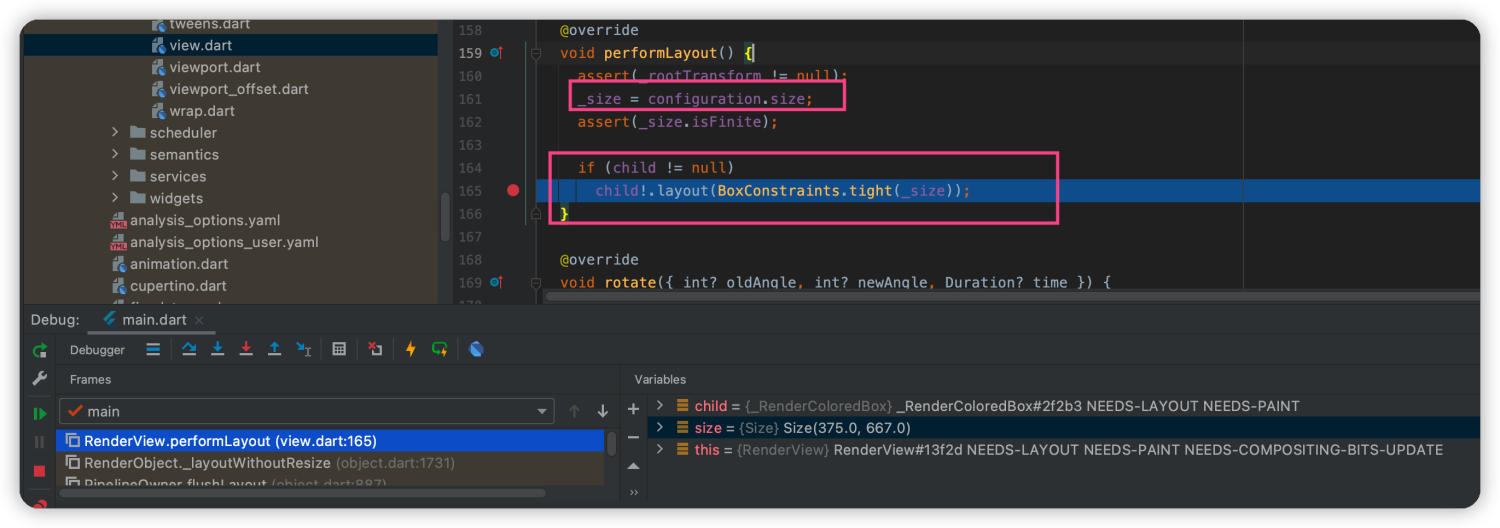 tweens.dart
view.dart
viewport.dart
viewport_offset.dart
wrap.dart
scheduler
semantics
services
widgets
analysis_options.yaml
analysis_options_user.yaml
animation.dart
cupertino.dart
158 @override
159 void performLayout() {
160 assert(_rootTransform != null);
161 _size = configuration.size;
162 assert(_size.isFinite);
163
164 if (child != null)
165 child!.layout(BoxConstraints.tight(_size));
166 }
167
168 @override
169 void rotate({ int? oldAngle, int? newAngle, Duration? time }) {
170
Debug: main.dart
Debugger
Frames
main
RenderView.performLayout (view.dart:165)
RenderObject._layoutWithoutResize (object.dart:1731)
PipelineOwner.flushLayout (object.dart:887)
Variables
child = {_RenderColoredBox} _RenderColoredBox#2f2b3 NEEDS-LAYOUT NEEDS-PAINT
size = {Size} Size(375.0, 667.0)
this = {RenderView} RenderView#13f2d NEEDS-LAYOUT NEEDS-PAINT NEEDS-COMPOSITING-BITS-UPDATE